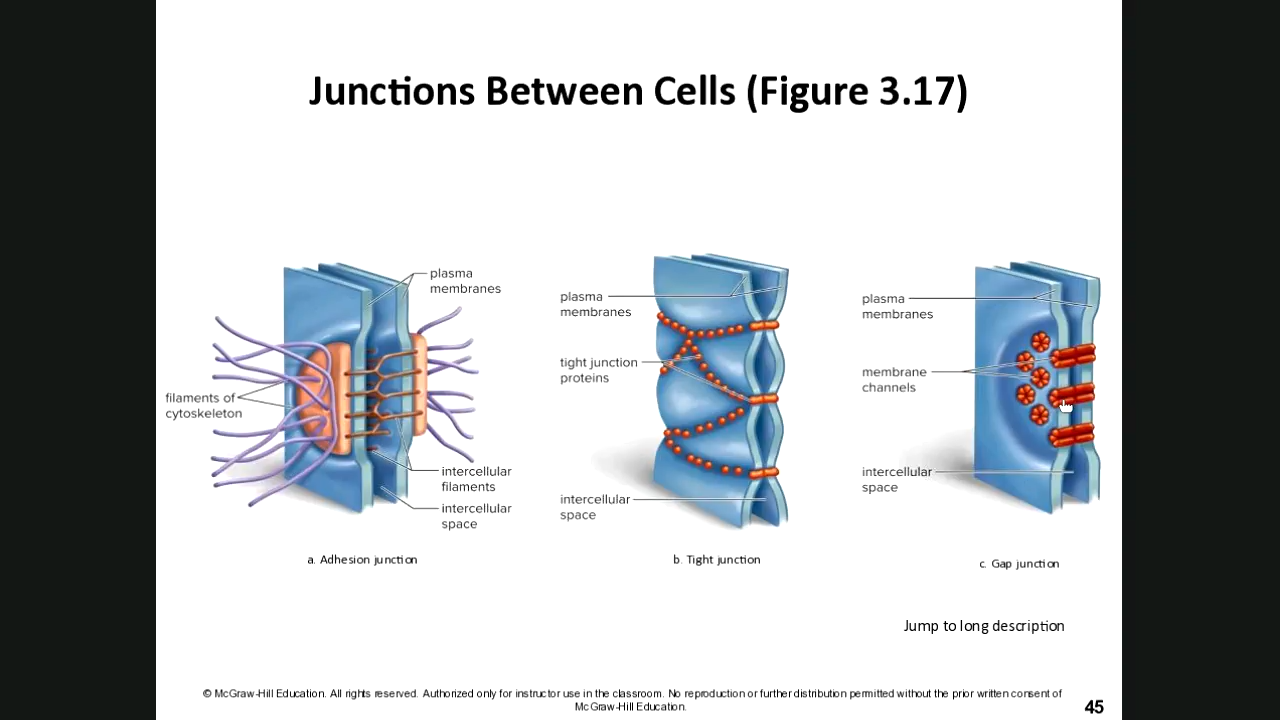 Junctions Between Cells (Figure 3.17)
plasma
membranes
filaments of
cytoskeleton
intercellular
filaments
intercellular
space
a. Adhesion junction
plasma
membranes
tight junction
proteins
intercellular
space
b. Tight junction
plasma
membranes
membrane
channels
intercellular
space
c. Gap junction
Jump to long description
© McGraw-Hill Education. All rights reserved. Authorized only for instructor use in the classroom. No reproduction or further distribution permitted without the prior written consent of
McGraw-Hill Education.
45